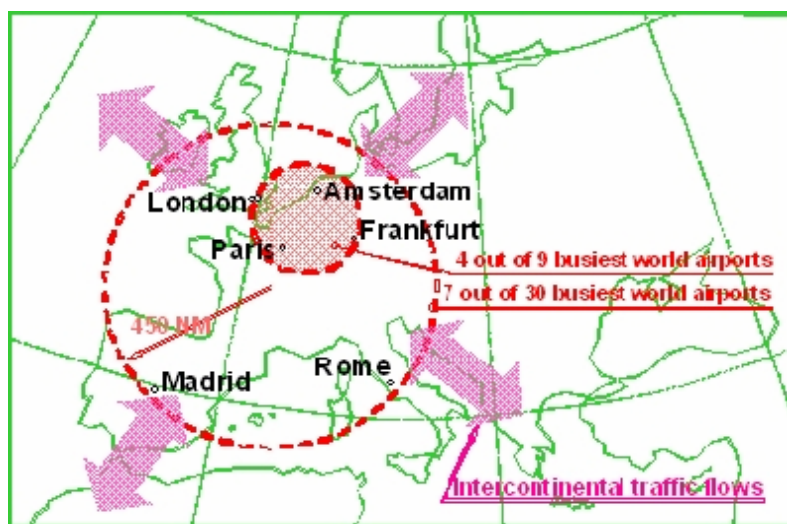 Amsterdam
London
Paris
Frankfurt
4 out of 9 busiest world airports
7 out of 30 busiest world airports
450 NM
Madrid
Rome
Intercontinental traffic flows